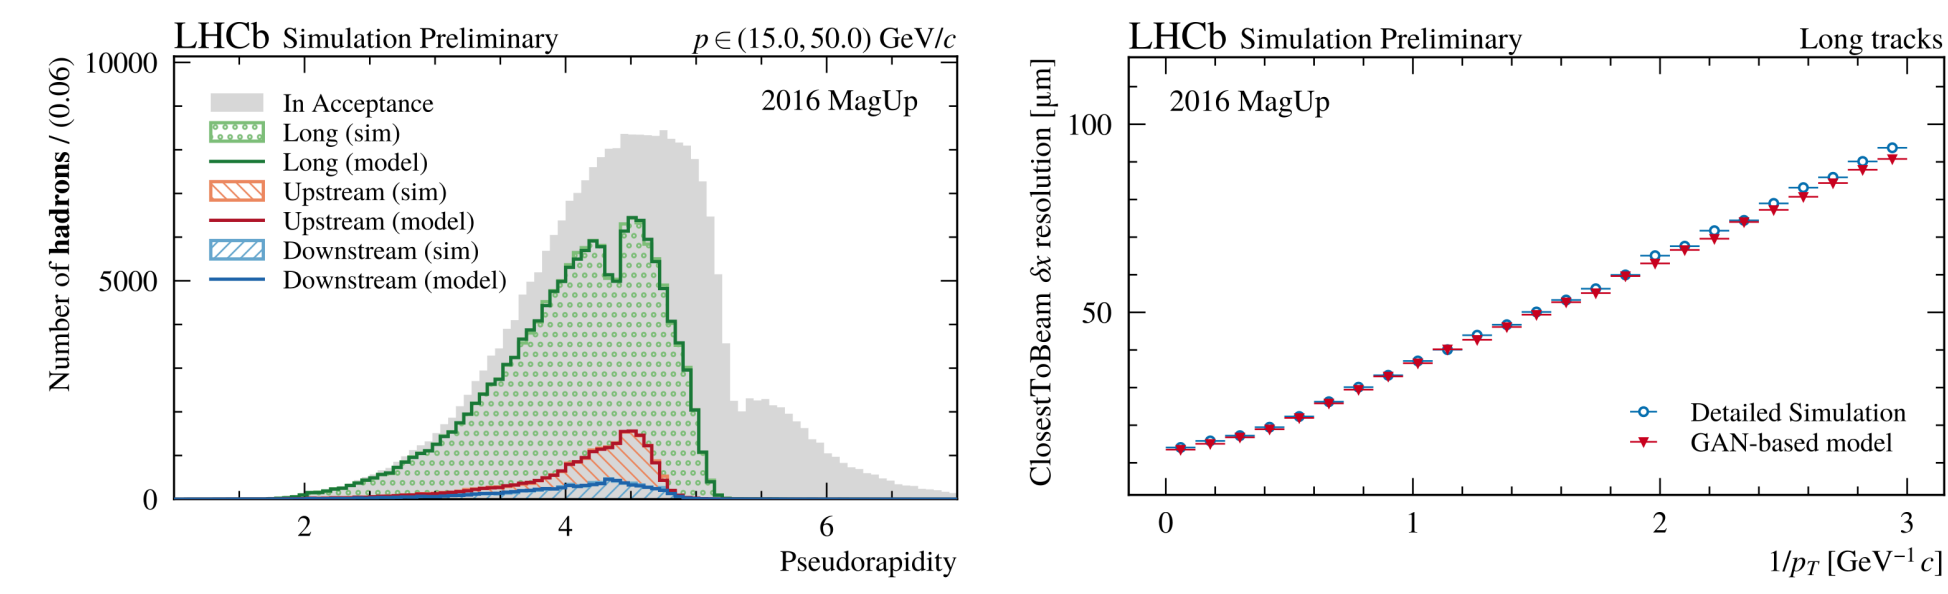 LHCb Simulation Preliminary p ∈ (15.0, 50.0) GeV/c
10000
2016 MagUp
In Acceptance
Long (sim)
Long (model)
Upstream (sim)
Upstream (model)
Downstream (sim)
Downstream (model)
5000
0
Number of hadrons / (0.06)
2 4 6
Pseudorapidity
LHCb Simulation Preliminary Long tracks
2016 MagUp
100
50
ClosestToBeam δx resolution [µm]
Detailed Simulation
GAN-based model
0 1 2 3
1/p_T [GeV⁻¹ c]